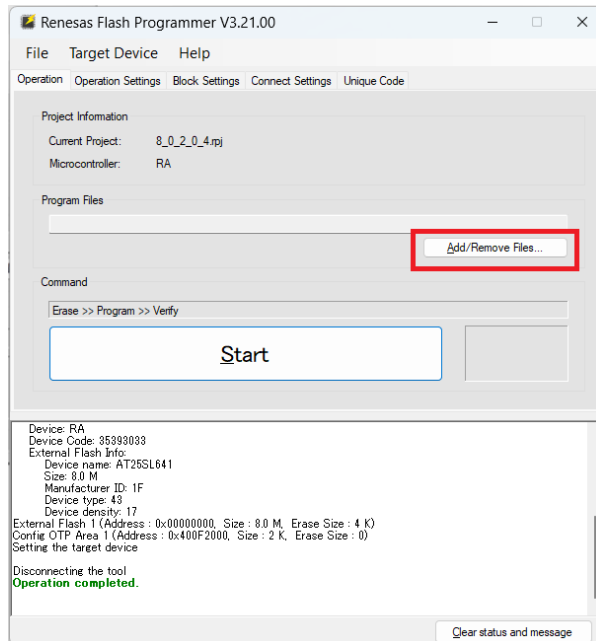 Renesas Flash Programmer V3.21.00
File Target Device Help
Operation Operation Settings Block Settings Connect Settings Unique Code
Project Information
Current Project: 8_0_2_0_4.rpj
Microcontroller: RA
Program Files
Add/Remove Files...
Command
Erase >> Program >> Verify
Start
Device: RA
Device Code: 35393033
External Flash Info:
Device name: AT25SL641
Size: 8.0 M
Manufacturer ID: 1F
Device type: 43
Device density: 17
External Flash 1 (Address : 0x00000000, Size : 8.0 M, Erase Size : 4 K)
Config OTP Area 1 (Address : 0x400F2000, Size : 2 K, Erase Size : 0)
Setting the target device
Disconnecting the tool
Operation completed.
Clear status and message